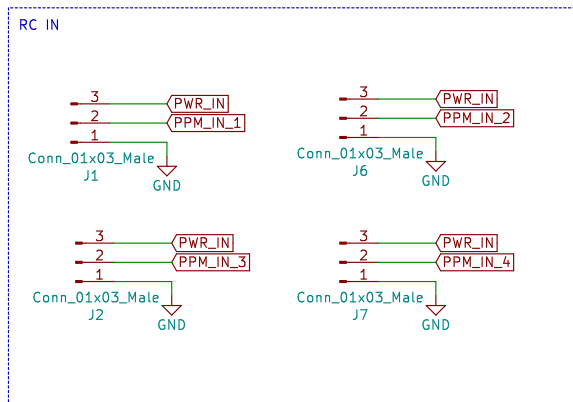 RC IN
3
PWR_IN
2
PPM_IN_1
1
Conn_01x03_Male
J1
GND
3
PWR_IN
2
PPM_IN_2
1
Conn_01x03_Male
J6
GND
3
PWR_IN
2
PPM_IN_3
1
Conn_01x03_Male
J2
GND
3
PWR_IN
2
PPM_IN_4
1
Conn_01x03_Male
J7
GND